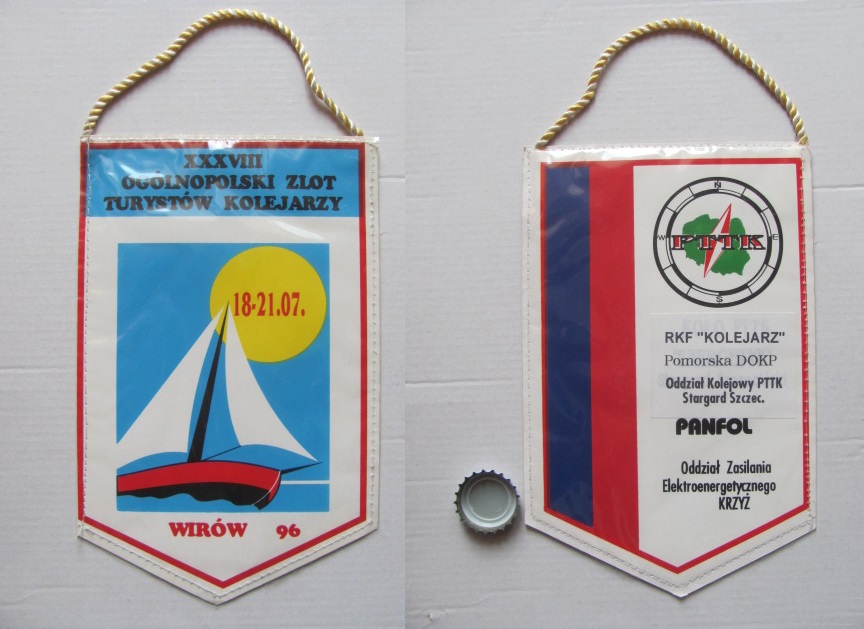 XXXVIII
OGÓLNOPOLSKI ZLOT
TURYSTÓW KOLEJARZY
18-21.07.
WIRÓW 96
N
W E
PTTK
S
RKF "KOLEJARZ"
Pomorska DOKP
Oddział Kolejowy PTTK
Stargard Szczec.
PANFOL
Oddział Zasilania
Elektroenergetycznego
KRZYŻ